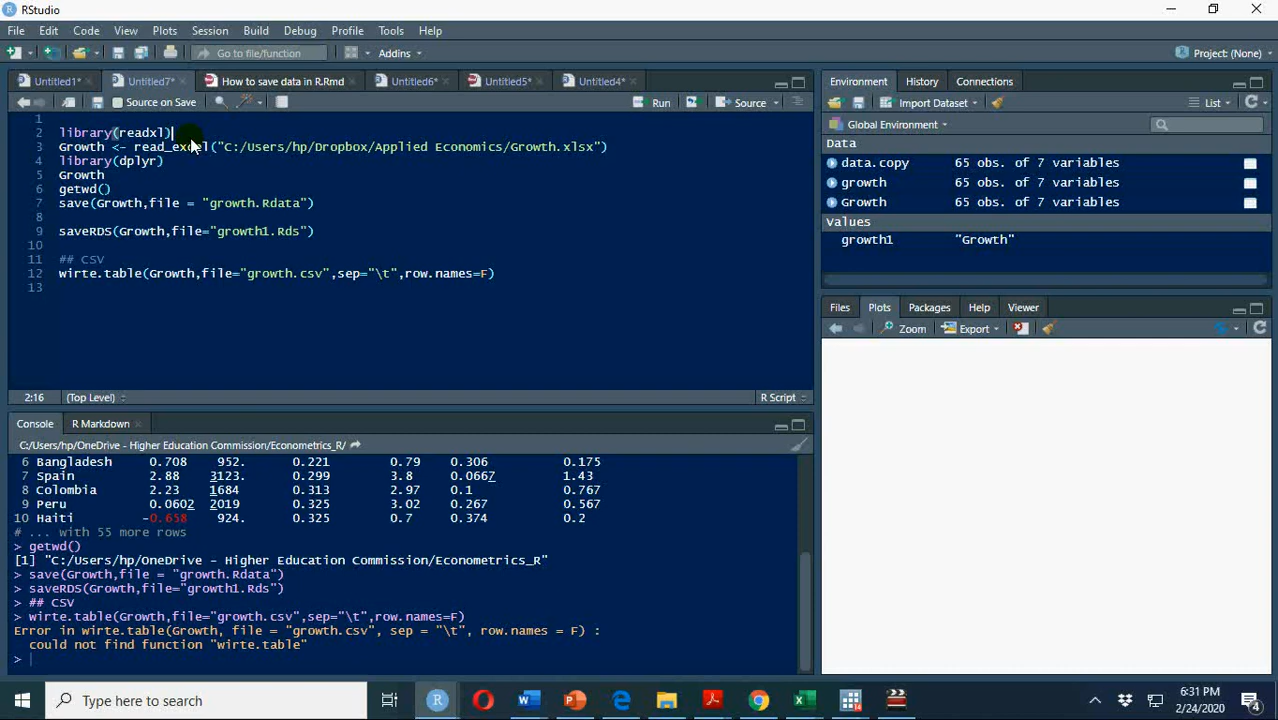 RStudio
File Edit Code Plots Session Build Debug Profile Tools Help
Go to file/function Addins Project: (None)
Untitled1* Untitled7* How to save data in R.Rmd Untitled6* Untitled5* Untitled4*
Source on Save Run Source
1
2 library(readxl)
3 Growth <- read_excel("C:/Users/hp/Dropbox/Applied Economics/Growth.xlsx")
4 library(dplyr)
5 Growth
6 getwd()
7 save(Growth,file = "growth.Rdata")
8
9 saveRDS(Growth,file="growth1.Rds")
10
11 ## CSV
12 wirte.table(Growth,file="growth.csv",sep="\t",row.names=F)
13
2:16 (Top Level) R Script
Console R Markdown
C:/Users/hp/OneDrive - Higher Education Commission/Econometrics_R/
6 Bangladesh 0.708 952. 0.221 0.79 0.306 0.175
7 Spain 2.88 3123. 0.299 3.8 0.0667 1.43
8 Colombia 2.23 1684 0.313 2.97 0.1 0.767
9 Peru 0.0602 2019 0.325 3.02 0.267 0.567
10 Haiti -0.658 924. 0.325 0.7 0.374 0.2
# ... with 55 more rows
> getwd()
[1] "C:/Users/hp/OneDrive - Higher Education Commission/Econometrics_R"
> save(Growth,file = "growth.Rdata")
> saveRDS(Growth,file="growth1.Rds")
> ## CSV
> wirte.table(Growth,file="growth.csv",sep="\t",row.names=F)
Error in wirte.table(Growth, file = "growth.csv", sep = "\t", row.names = F) :
could not find function "wirte.table"
>
Environment History Connections
Import Dataset List
Global Environment
Data
data.copy 65 obs. of 7 variables
growth 65 obs. of 7 variables
Growth 65 obs. of 7 variables
Values
growth1 "Growth"
Files Plots Packages Help Viewer
Zoom Export
Type here to search
6:31 PM
2/24/2020
4